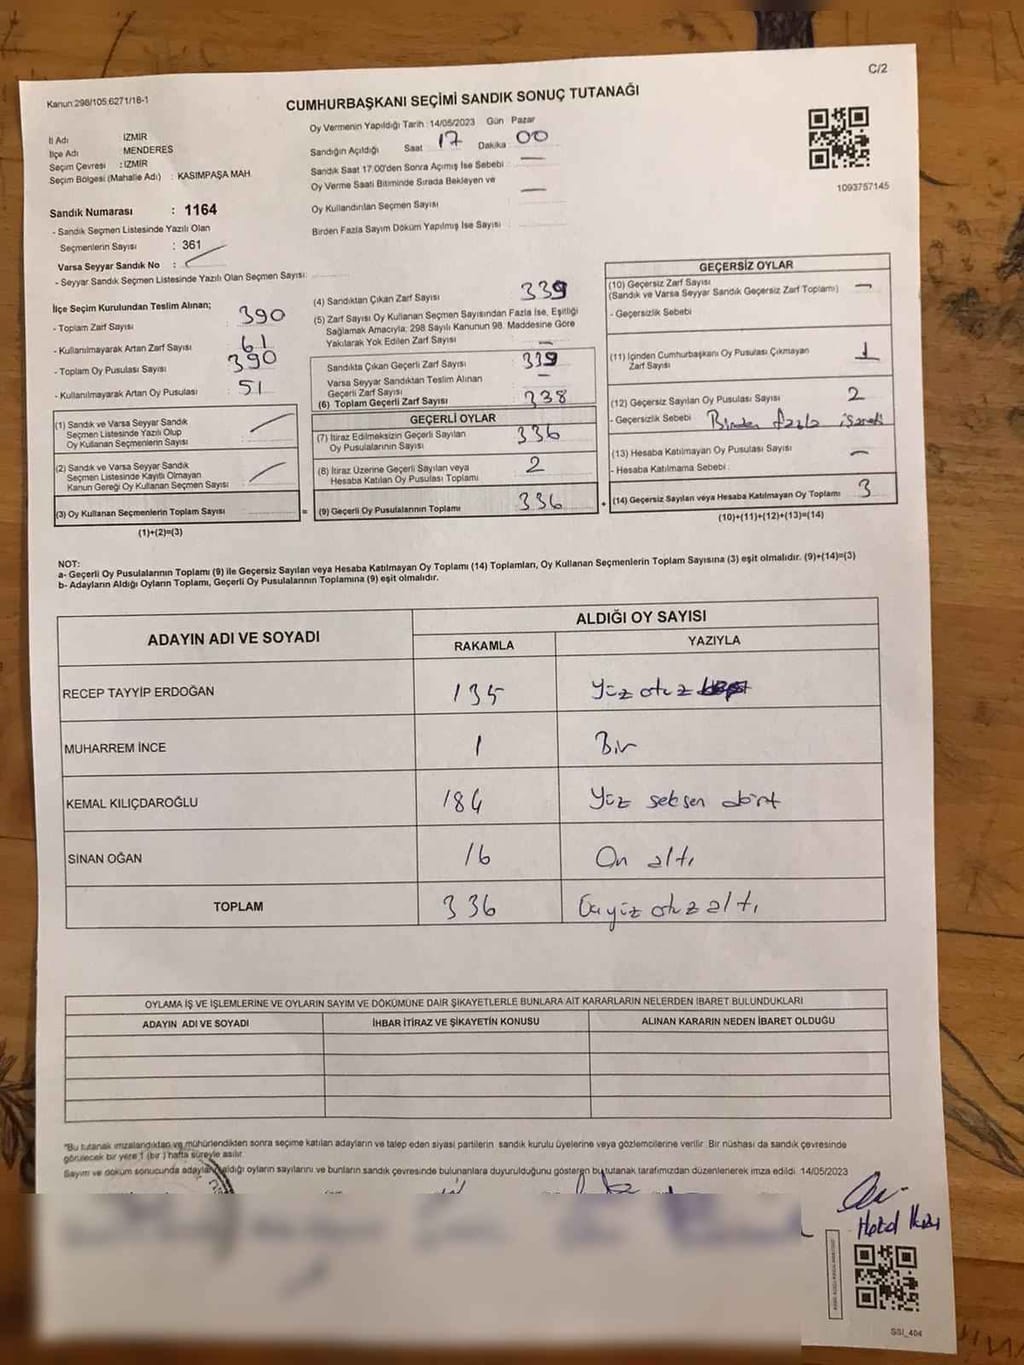 C/2
Kanun:298/105;6271/18-1
CUMHURBAŞKANI SEÇİMİ SANDIK SONUÇ TUTANAĞI
İl Adı : İZMİR
İlçe Adı MENDERES
Seçim Çevresi : İZMİR
Seçim Bölgesi (Mahalle Adı) : KASIMPAŞA MAH.
Oy Vermenin Yapıldığı Tarih :14/05/2023 Gün Pazar
Sandığın Açıldığı Saat 17 Dakika 00
Sandık Saat 17:00'den Sonra Açımış İse Sebebi —
Oy Verme Saati Bitiminde Sırada Bekleyen ve
Oy Kullandırılan Seçmen Sayısı —
Birden Fazla Sayım Döküm Yapılmış İse Sayısı :
1093757145
Sandık Numarası : 1164
- Sandık Seçmen Listesinde Yazılı Olan
Seçmenlerin Sayısı : 361
Varsa Seyyar Sandık No :
- Seyyar Sandık Seçmen Listesinde Yazılı Olan Seçmen Sayısı:
İlçe Seçim Kurulundan Teslim Alınan;
- Toplam Zarf Sayısı 390
- Kullanılmayarak Artan Zarf Sayısı 61
- Toplam Oy Pusulası Sayısı 390
- Kullanılmayarak Artan Oy Pusulası : 51
(1) Sandık ve Varsa Seyyar Sandık
Seçmen Listesinde Yazılı Olup
Oy Kullanan Seçmenlerin Sayısı
(2) Sandık ve Varsa Seyyar Sandık
Seçmen Listesinde Kayıtlı Olmayan
Kanun Gereği Oy Kullanan Seçmen Sayısı :
(3) Oy Kullanan Seçmenlerin Toplam Sayısı =
(1)+(2)=(3)
(4) Sandıktan Çıkan Zarf Sayısı 339
(5) Zarf Sayısı Oy Kullanan Seçmen Sayısından Fazla İse, Eşitliği
Sağlamak Amacıyla; 298 Sayılı Kanunun 98. Maddesine Göre
Yakılarak Yok Edilen Zarf Sayısı —
Sandıkta Çıkan Geçerli Zarf Sayısı 339
Varsa Seyyar Sandıktan Teslim Alınan
Geçerli Zarf Sayısı —
(6) Toplam Geçerli Zarf Sayısı 338
GEÇERLİ OYLAR
(7) İtiraz Edilmeksizin Geçerli Sayılan
Oy Pusulalarının Sayısı 336
(8) İtiraz Üzerine Geçerli Sayılan veya
Hesaba Katılan Oy Pusulası Toplamı 2
(9) Geçerli Oy Pusulalarının Toplamı 336 +
GEÇERSİZ OYLAR
(10) Geçersiz Zarf Sayısı
(Sandık ve Varsa Seyyar Sandık Geçersiz Zarf Toplamı) —
- Geçersizlik Sebebi
(11) İçinden Cumhurbaşkanı Oy Pusulası Çıkmayan
Zarf Sayısı 1
(12) Geçersiz Sayılan Oy Pusulası Sayısı 2
- Geçersizlik Sebebi Birden fazla işareti
(13) Hesaba Katılmayan Oy Pusulası Sayısı —
- Hesaba Katılmama Sebebi :
(14) Geçersiz Sayılan veya Hesaba Katılmayan Oy Toplamı 3
(10)+(11)+(12)+(13)=(14)
NOT:
a- Geçerli Oy Pusulalarının Toplamı (9) ile Geçersiz Sayılan veya Hesaba Katılmayan Oy Toplamı (14) Toplamları, Oy Kullanan Seçmenlerin Toplam Sayısına (3) eşit olmalıdır. (9)+(14)=(3)
b- Adayların Aldığı Oyların Toplamı, Geçerli Oy Pusulalarının Toplamına (9) eşit olmalıdır.
ADAYIN ADI VE SOYADI ALDIĞI OY SAYISI
RAKAMLA YAZIYLA
RECEP TAYYİP ERDOĞAN 135 Yüz otuz
MUHARREM İNCE 1 Bir
KEMAL KILIÇDAROĞLU 184 Yüz seksen dört
SİNAN OĞAN 16 On altı
TOPLAM 336 Üçyüz otuz altı
OYLAMA İŞ VE İŞLEMLERİNE VE OYLARIN SAYIM VE DÖKÜMÜNE DAİR ŞİKAYETLERLE BUNLARA AİT KARARLARIN NELERDEN İBARET BULUNDUKLARI
ADAYIN ADI VE SOYADI İHBAR İTİRAZ VE ŞİKAYETİN KONUSU ALINAN KARARIN NEDEN İBARET OLDUĞU
"Bu tutanak imzalandıktan ve mühürlendikten sonra seçime katılan adayların ve talep eden siyasi partilerin sandık kurulu üyelerine veya gözlemcilerine verilir. Bir nüshası da sandık çevresinde
görülecek bir yere 1 (bir ) hafta süreyle asılır.
Sayım ve döküm sonucunda adayların aldığı oyların sayılarını ve bunların sandık çevresinde bulunanlara duyurulduğunu gösteren bu tutanak tarafımızdan düzenlenerek imza edildi. 14/05/2023
SSI_404